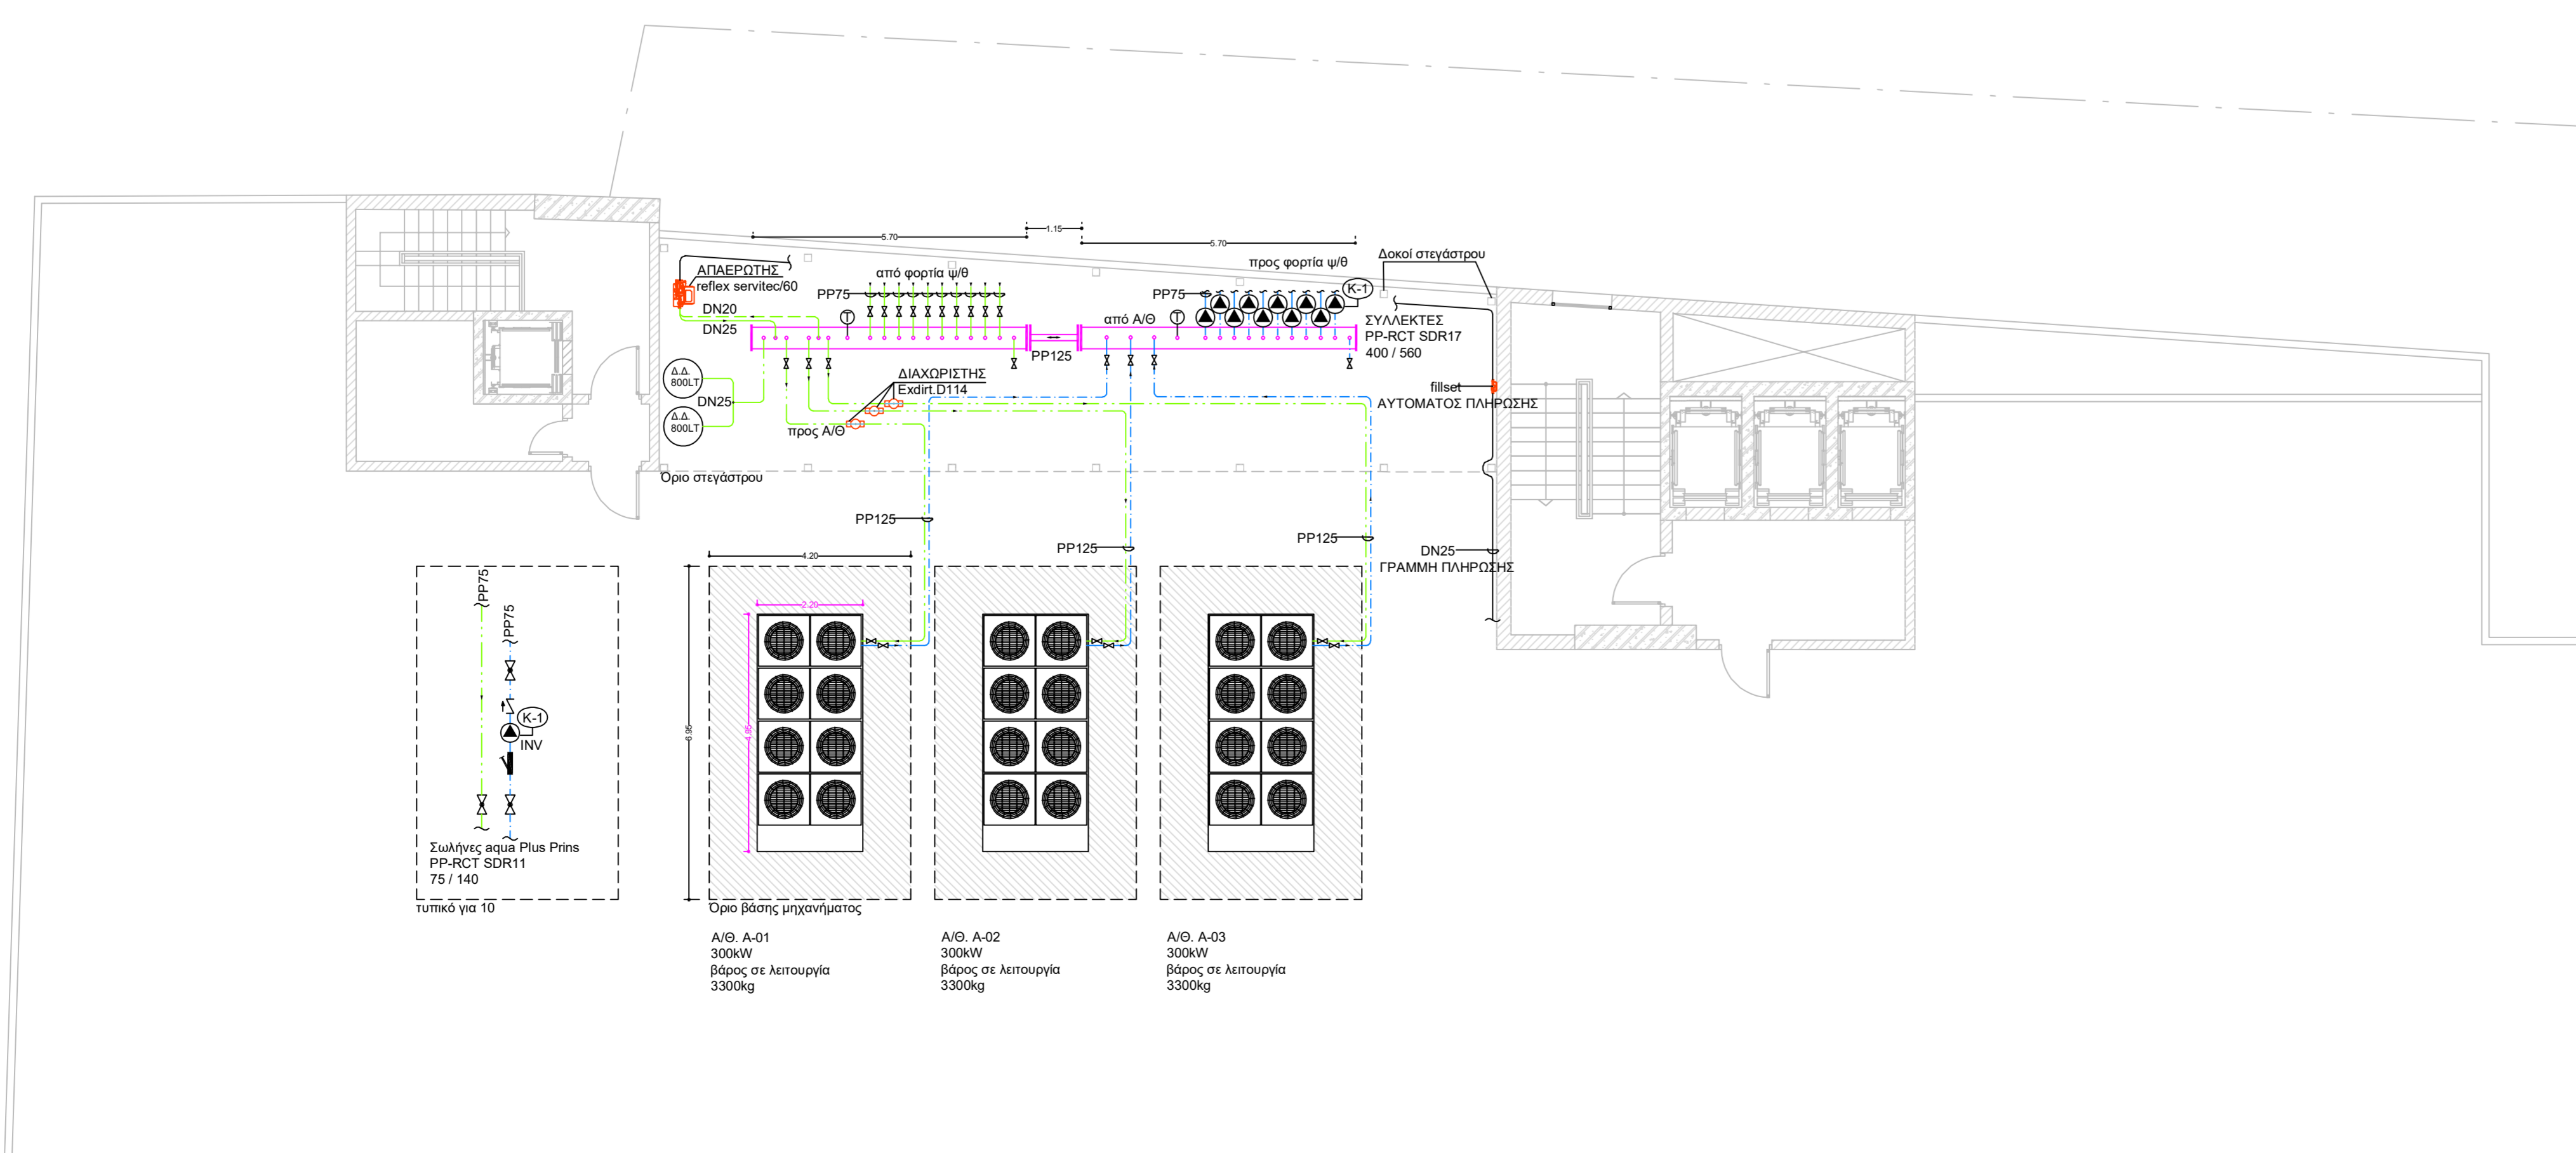 5.70
1.15
5.70
ΑΠΑΕΡΩΤΗΣ
reflex servitec/60
από φορτία ψ/θ
προς φορτία ψ/θ
Δοκοί στεγάστρου
PP75
PP75
K-1
DN20
DN25
T
από Α/Θ
T
ΣΥΛΛΕΚΤΕΣ
PP-RCT SDR17
400 / 560
PP125
Δ.Δ.
800LT
ΔΙΑΧΩΡΙΣΤΗΣ
Exdirt.D114
fillset
ΑΥΤΟΜΑΤΟΣ ΠΛΗΡΩΣΗΣ
DN25
Δ.Δ.
800LT
προς Α/Θ
Όριο στεγάστρου
PP125
PP125
PP125
DN25
ΓΡΑΜΜΗ ΠΛΗΡΩΣΗΣ
4.20
PP75
PP75
2.20
6.95
4.95
K-1
INV
Σωλήνες aqua Plus Prins
PP-RCT SDR11
75 / 140
τυπικό για 10
Όριο βάσης μηχανήματος
Α/Θ. Α-01
300kW
βάρος σε λειτουργία
3300kg
Α/Θ. Α-02
300kW
βάρος σε λειτουργία
3300kg
Α/Θ. Α-03
300kW
βάρος σε λειτουργία
3300kg